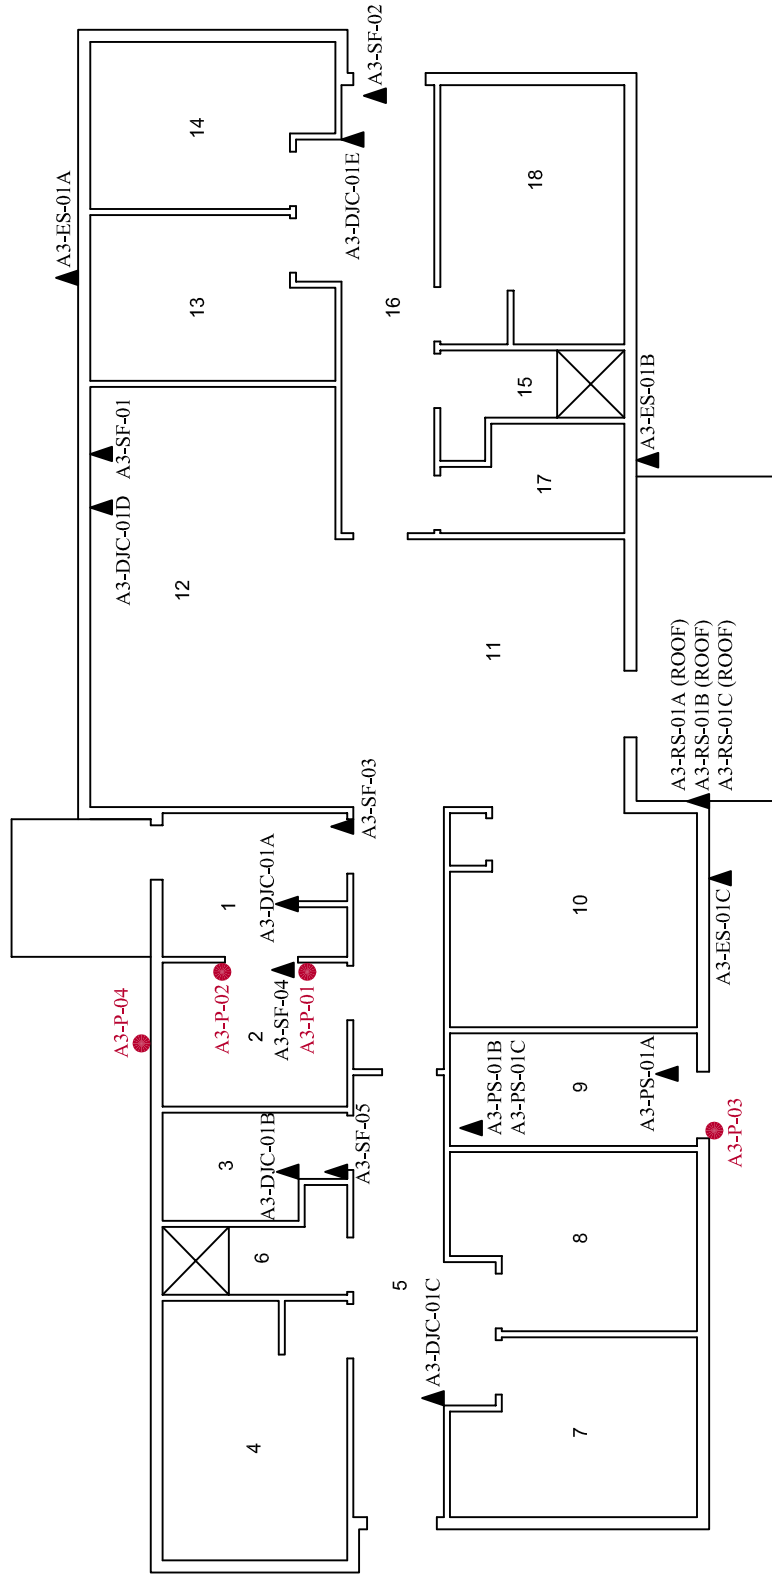 A3-SF-02
14
A3-ES-01A
A3-DJC-01E
18
13
16
15
A3-SF-01
A3-ES-01B
17
A3-DJC-01D
12
11
A3-RS-01A (ROOF)
A3-RS-01B (ROOF)
A3-RS-01C (ROOF)
A3-SF-03
A3-DJC-01A
1
10
A3-ES-01C
A3-P-04
A3-P-02
2
A3-SF-04
A3-P-01
A3-PS-01B
A3-PS-01C
9
A3-PS-01A
A3-P-03
3
A3-DJC-01B
A3-SF-05
6
8
5
A3-DJC-01C
4
7